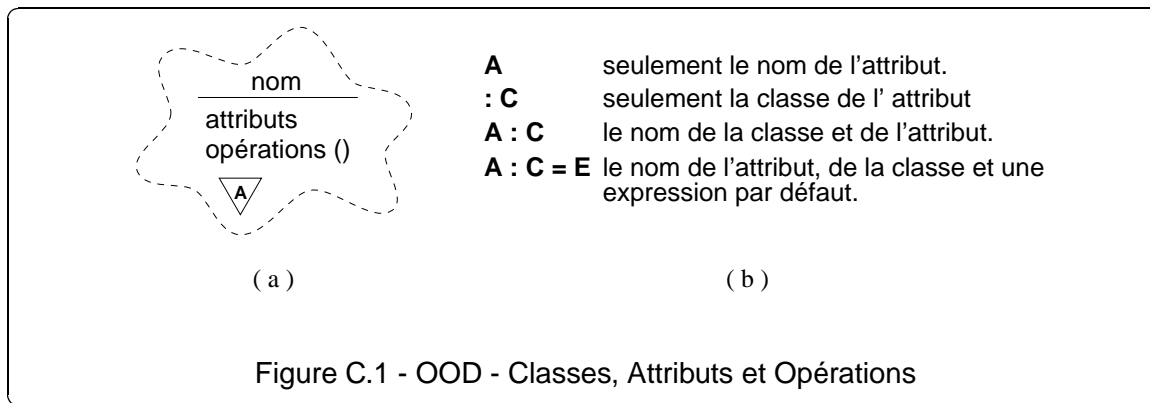 nom
attributs
opérations ()
A
( a )
A seulement le nom de l'attribut.
: C seulement la classe de l' attribut
A : C le nom de la classe et de l'attribut.
A : C = E le nom de l'attribut, de la classe et une
expression par défaut.
( b )
Figure C.1 - OOD - Classes, Attributs et Opérations